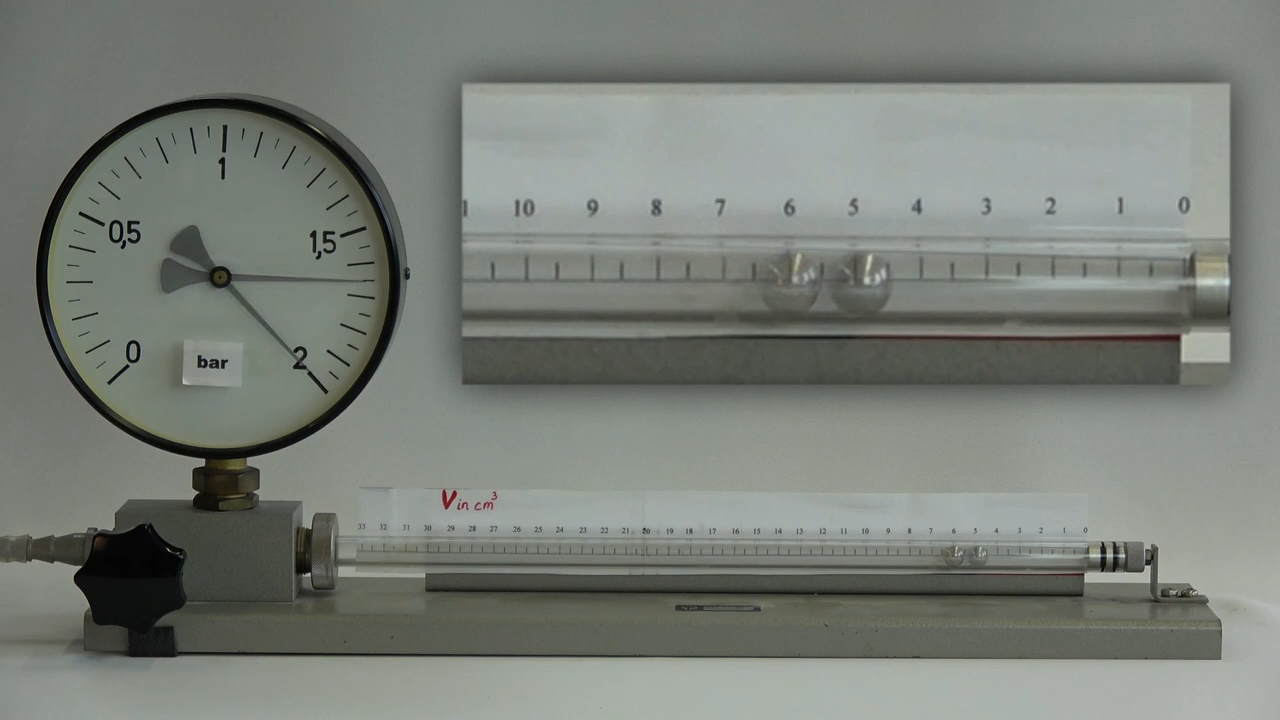 1
0,5
1,5
0
2
bar
1 10 9 8 7 6 5 4 3 2 1 0
V in cm³
33 32 31 30 29 28 27 26 25 24 23 22 21 20 19 18 17 16 15 14 13 12 11 10 9 8 7 6 5 4 3 2 1 0